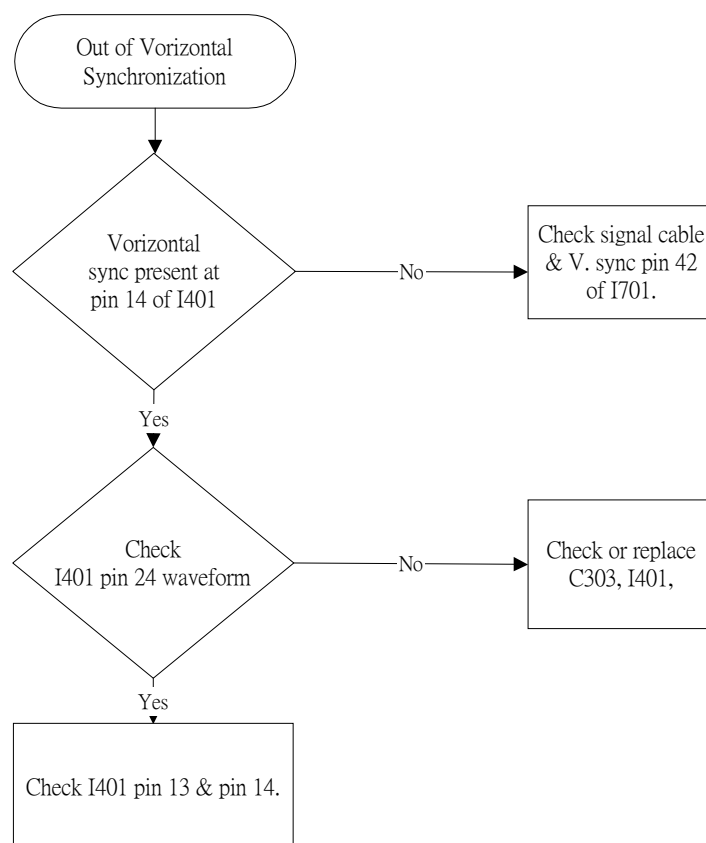 Out of Vorizontal
Synchronization
Vorizontal
sync present at
pin 14 of I401
No
Check signal cable
& V. sync pin 42
of I701.
Yes
Check
I401 pin 24 waveform
No
Check or replace
C303, I401,
Yes
Check I401 pin 13 & pin 14.